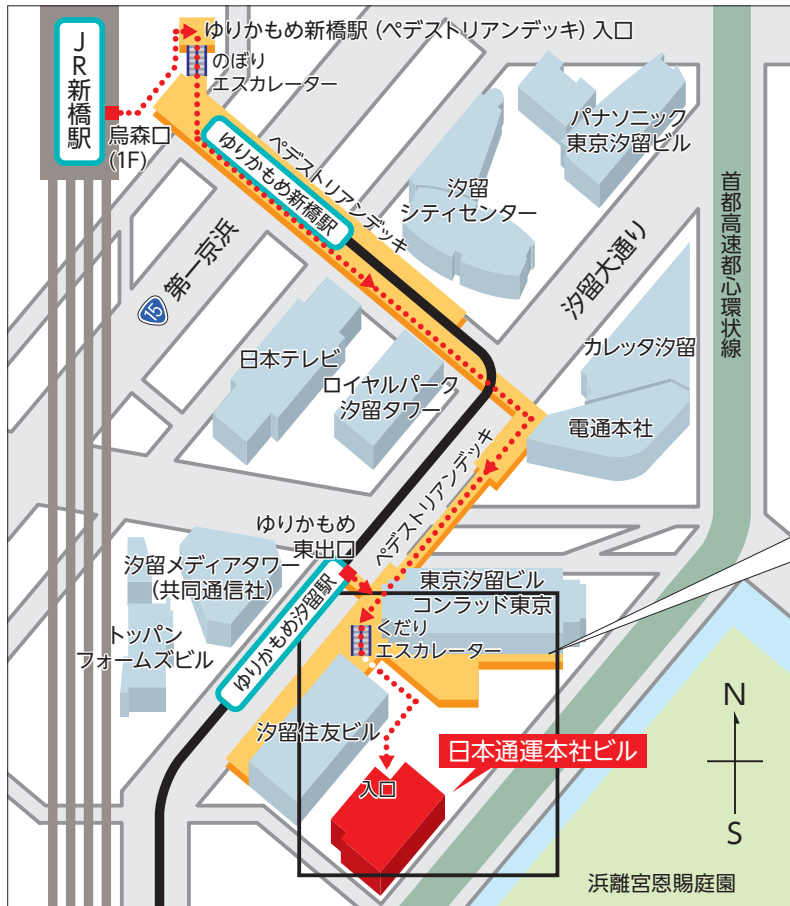 JR新橋駅
ゆりかもめ新橋駅(ペデストリアンデッキ)入口
のぼり
エスカレーター
烏森口
(1F)
ペデストリアンデッキ
ゆりかもめ新橋駅
パナソニック
東京汐留ビル
汐留
シティセンター
首都高速都心環状線
15
第一京浜
汐留大通り
日本テレビ
ロイヤルパーク
汐留タワー
カレッタ汐留
電通本社
ペデストリアンデッキ
ゆりかもめ
東出口
汐留メディアタワー
(共同通信社)
東京汐留ビル
コンラッド東京
トッパン
フォームズビル
ゆりかもめ汐留駅
くだり
エスカレーター
汐留住友ビル
日本通運本社ビル
入口
N
S
浜離宮恩賜庭園